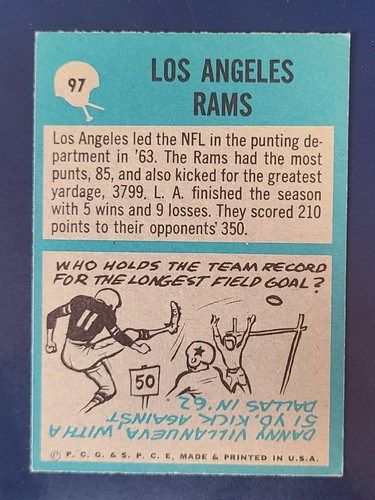 97
LOS ANGELES
RAMS
Los Angeles led the NFL in the punting de-
partment in '63. The Rams had the most
punts, 85, and also kicked for the greatest
yardage, 3799. L. A. finished the season
with 5 wins and 9 losses. They scored 210
points to their opponents' 350.
WHO HOLDS THE TEAM RECORD
FOR THE LONGEST FIELD GOAL?
11
50
DANNY VILLANUEVA WITH A
51 YD. KICK AGAINST
DALLAS IN '62.
© P. C. G. & S. P. C. E, MADE & PRINTED IN U.S.A.